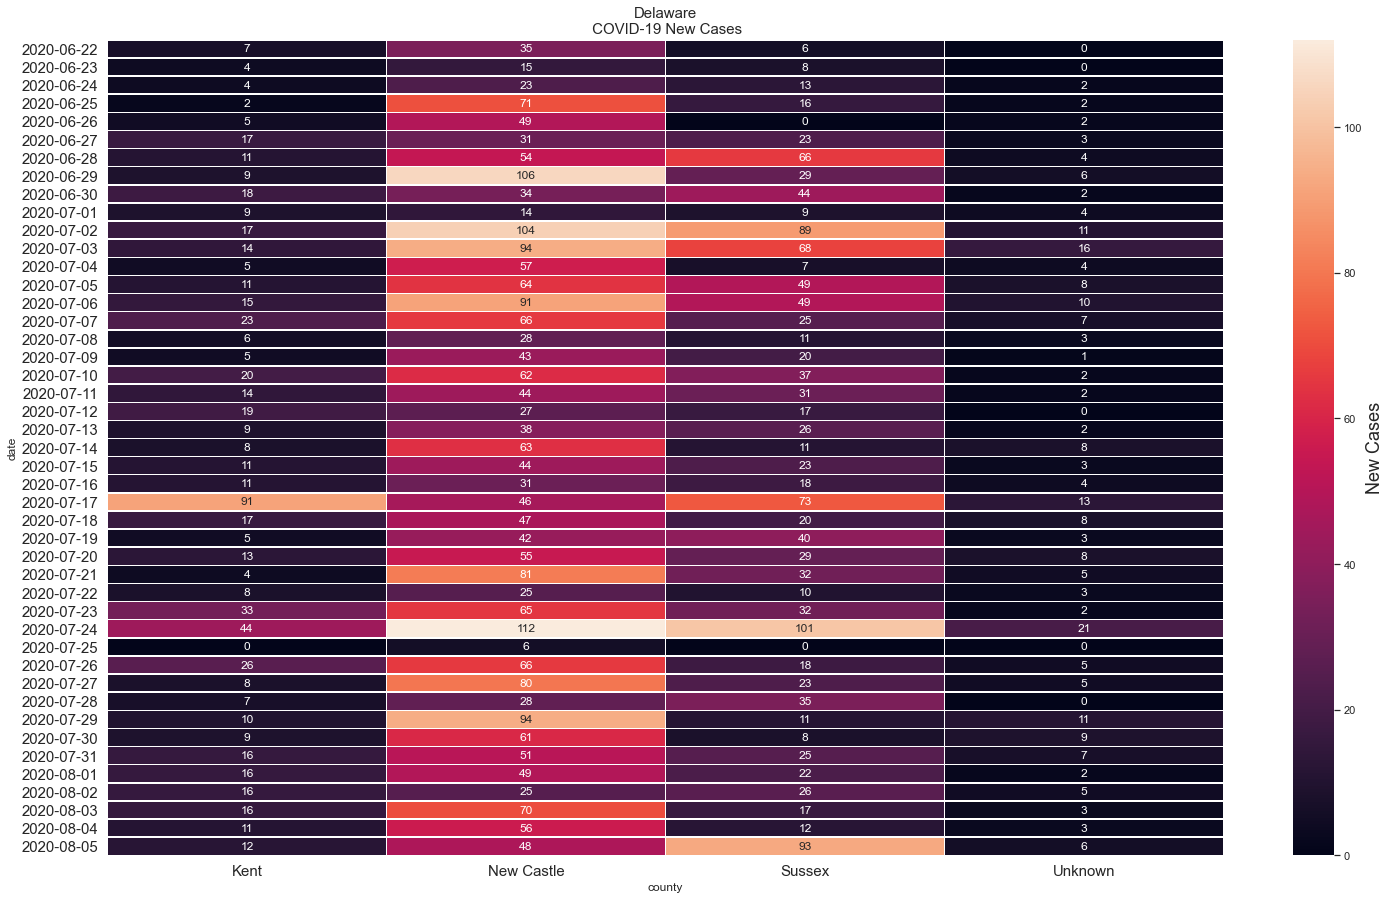 Delaware
COVID-19 New Cases
2020-06-22 7 35 6 0
2020-06-23 4 15 8 0
2020-06-24 4 23 13 2
2020-06-25 2 71 16 2
2020-06-26 5 49 0 2
2020-06-27 17 31 23 3
2020-06-28 11 54 66 4
2020-06-29 9 106 29 6
2020-06-30 18 34 44 2
2020-07-01 9 14 9 4
2020-07-02 17 104 89 11
2020-07-03 14 94 68 16
2020-07-04 5 57 7 4
2020-07-05 11 64 49 8
2020-07-06 15 91 49 10
2020-07-07 23 66 25 7
2020-07-08 6 28 11 3
2020-07-09 5 43 20 1
2020-07-10 20 62 37 2
2020-07-11 14 44 31 2
2020-07-12 19 27 17 0
2020-07-13 9 38 26 2
2020-07-14 8 63 11 8
2020-07-15 11 44 23 3
2020-07-16 11 31 18 4
2020-07-17 91 46 73 13
2020-07-18 17 47 20 8
2020-07-19 5 42 40 3
2020-07-20 13 55 29 8
2020-07-21 4 81 32 5
2020-07-22 8 25 10 3
2020-07-23 33 65 32 2
2020-07-24 44 112 101 21
2020-07-25 0 6 0 0
2020-07-26 26 66 18 5
2020-07-27 8 80 23 5
2020-07-28 7 28 35 0
2020-07-29 10 94 11 11
2020-07-30 9 61 8 9
2020-07-31 16 51 25 7
2020-08-01 16 49 22 2
2020-08-02 16 25 26 5
2020-08-03 16 70 17 3
2020-08-04 11 56 12 3
2020-08-05 12 48 93 6
Kent New Castle Sussex Unknown
county
date
100
80
60
40
20
0
New Cases